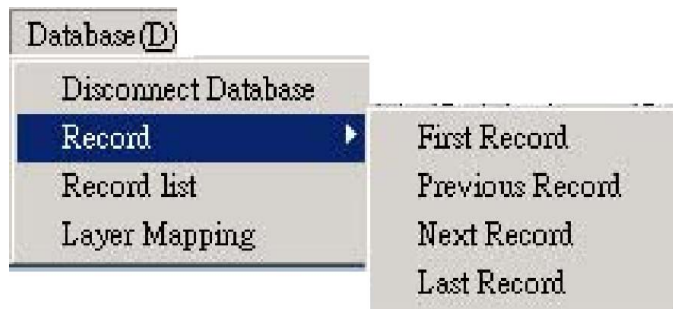 Database(D)
Disconnect Database
Record
Record list
Layer Mapping
First Record
Previous Record
Next Record
Last Record